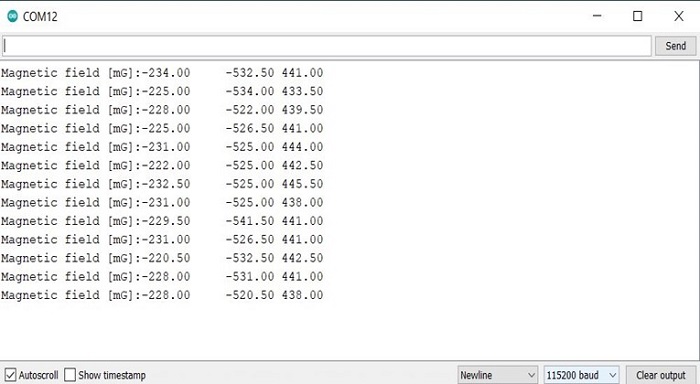 COM12
Send
Magnetic field [mG]:-234.00 -532.50 441.00
Magnetic field [mG]:-225.00 -534.00 433.50
Magnetic field [mG]:-228.00 -522.00 439.50
Magnetic field [mG]:-225.00 -526.50 441.00
Magnetic field [mG]:-231.00 -525.00 444.00
Magnetic field [mG]:-222.00 -525.00 442.50
Magnetic field [mG]:-232.50 -525.00 445.50
Magnetic field [mG]:-231.00 -525.00 438.00
Magnetic field [mG]:-229.50 -541.50 441.00
Magnetic field [mG]:-231.00 -526.50 441.00
Magnetic field [mG]:-220.50 -532.50 442.50
Magnetic field [mG]:-228.00 -531.00 441.00
Magnetic field [mG]:-228.00 -520.50 438.00
Autoscroll Show timestamp Newline 115200 baud Clear output